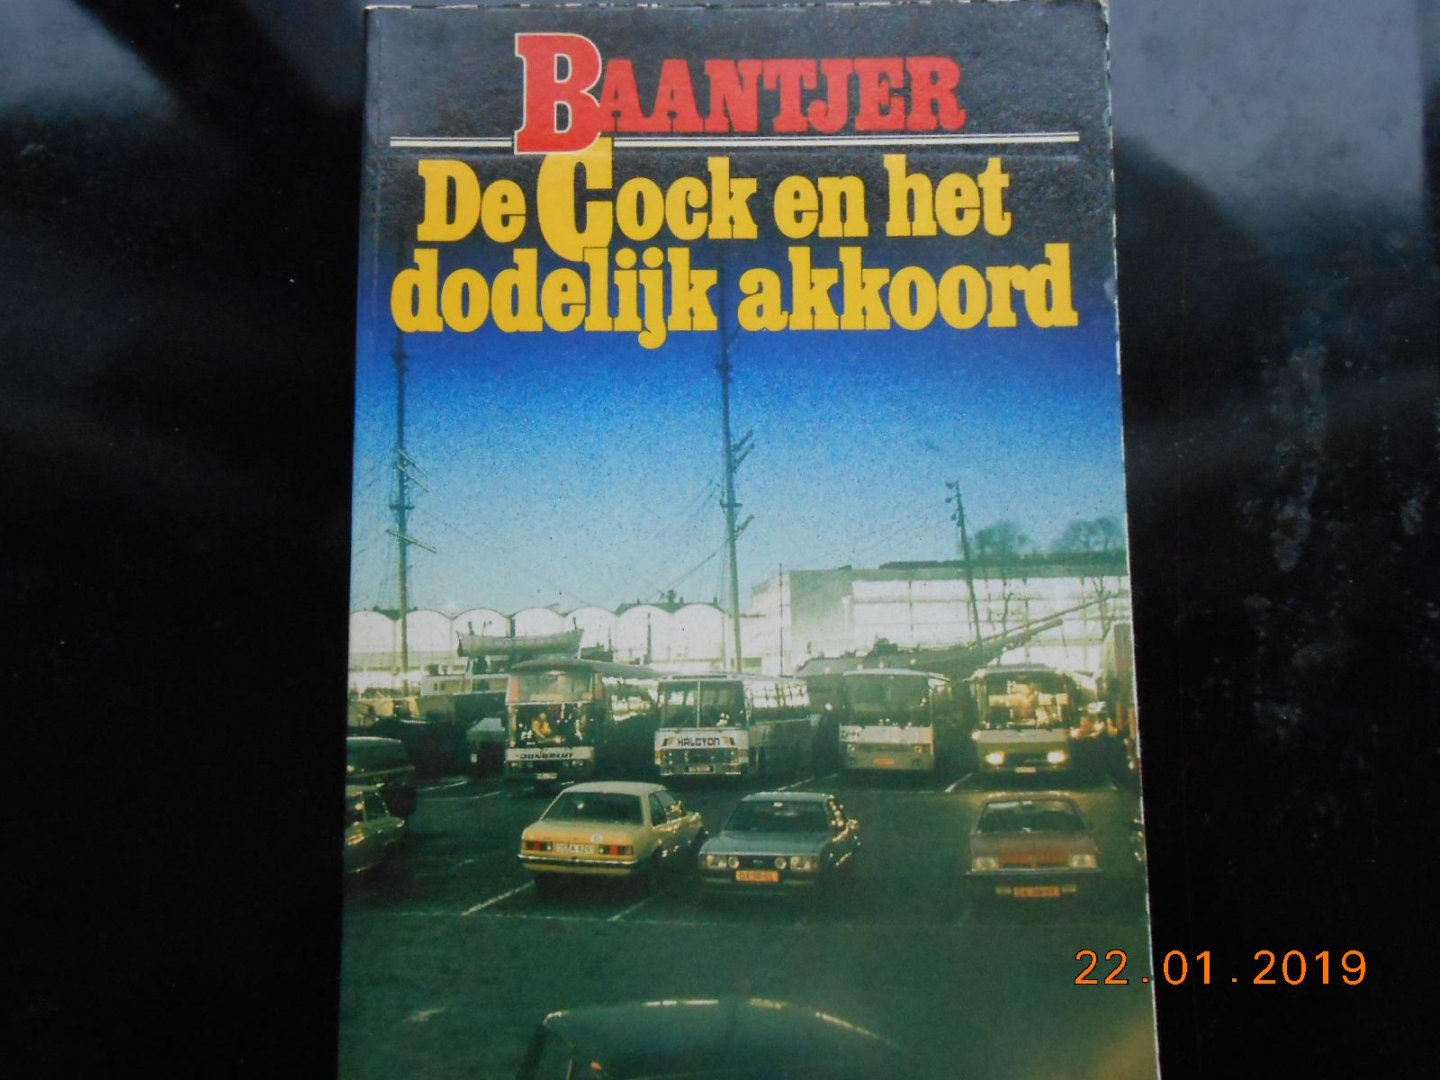 BAANTJER
De Cock en het
dodelijk akkoord
HALCYON
22.01.2019